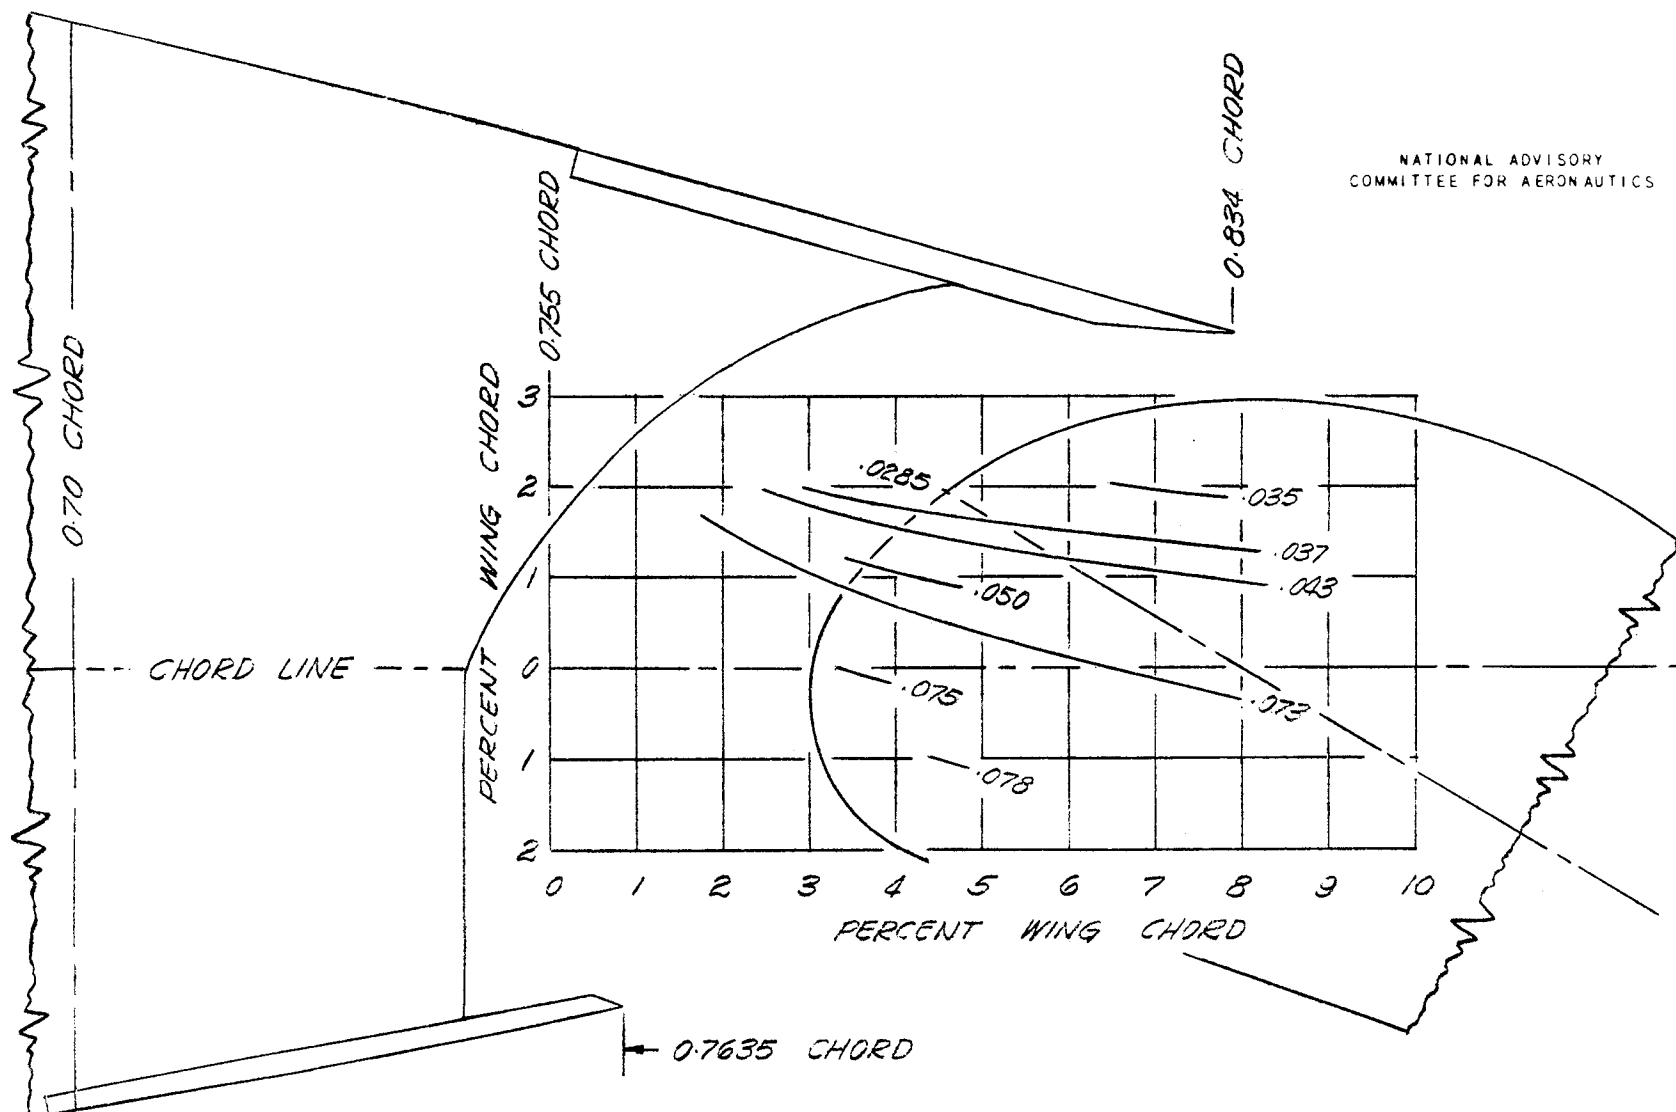 NATIONAL ADVISORY
COMMITTEE FOR AERONAUTICS
0.834 CHORD
0.755 CHORD
0.70 CHORD
PERCENT WING CHORD
3
2
1
0
1
2
.0285
.035
.037
.043
.050
.073
.075
.078
CHORD LINE
PERCENT
0 1 2 3 4 5 6 7 8 9 10
PERCENT WING CHORD
0.7635 CHORD